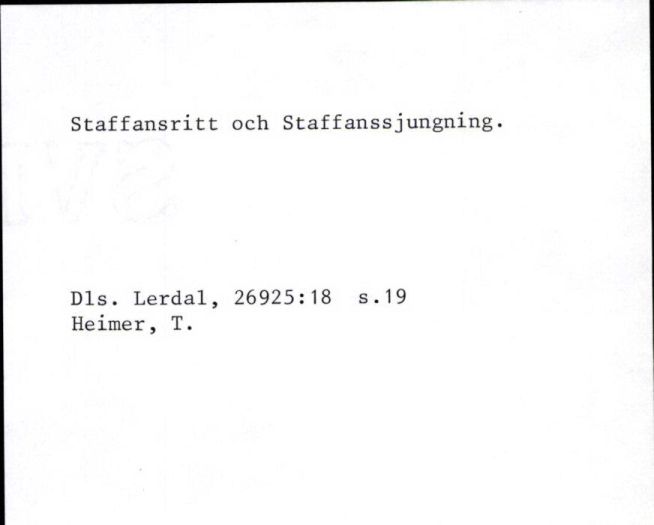 Staffansritt och Staffanssjungning.
Dls. Lerdal, 26925:18 s.19
Heimer, T.